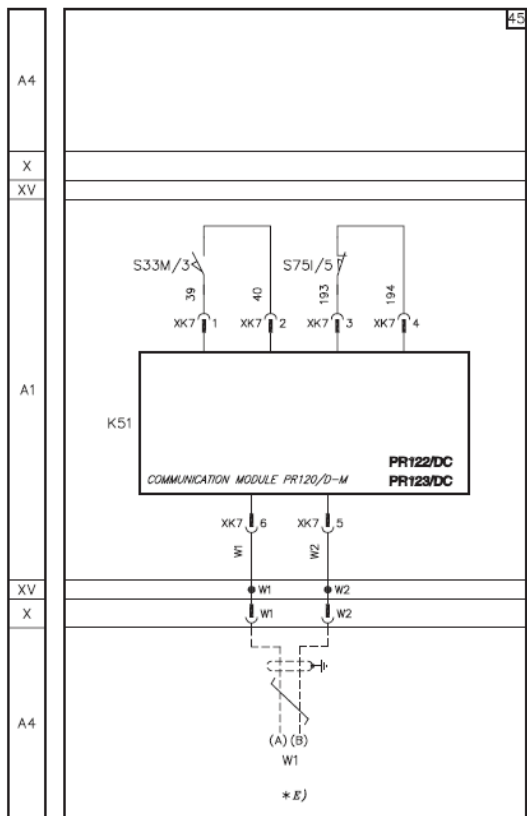 45
A4
X
XV
S33M/3 S75I/5
39 40 193 194
XK7 1 XK7 2 XK7 3 XK7 4
A1
K51
PR122/DC
COMMUNICATION MODULE PR120/D-M PR123/DC
XK7 6 XK7 5
W1 W2
XV W1 W2
X W1 W2
A4
(A) (B)
W1
*E)